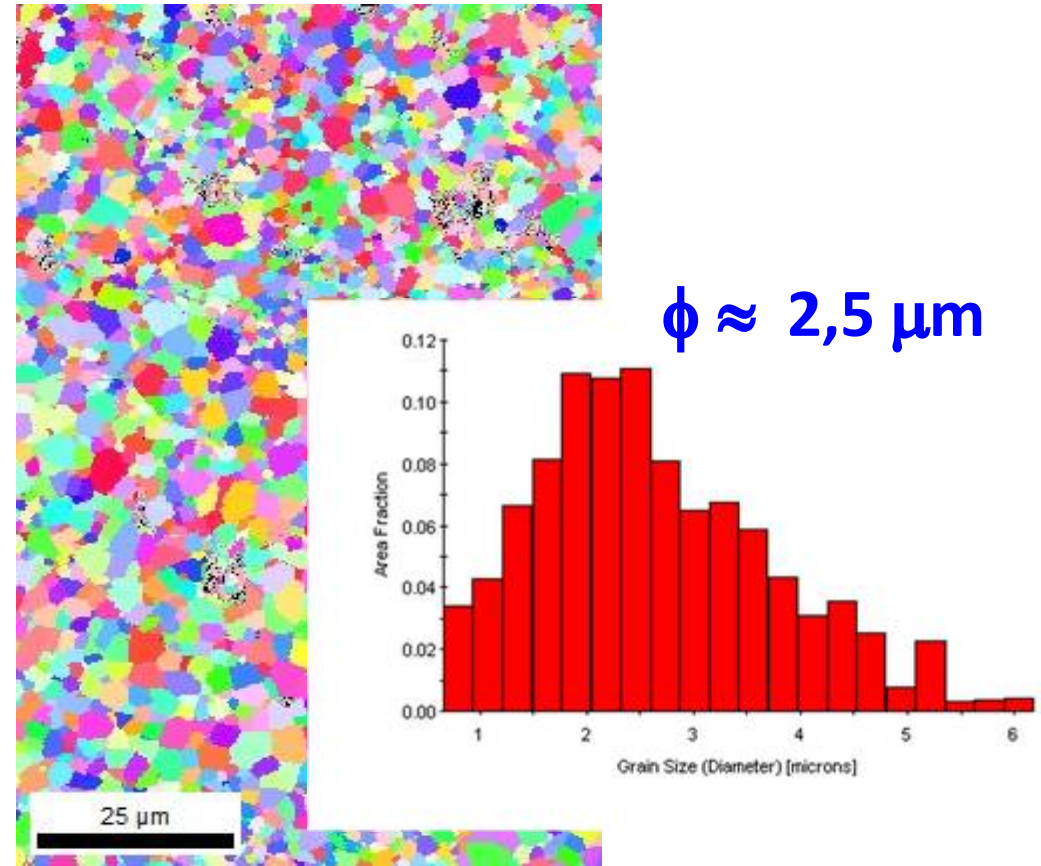 ϕ ≈ 2,5 μm
0.12
0.10
0.08
0.06
0.04
0.02
0.00
Area Fraction
1 2 3 4 5 6
Grain Size (Diameter) [microns]
25 μm